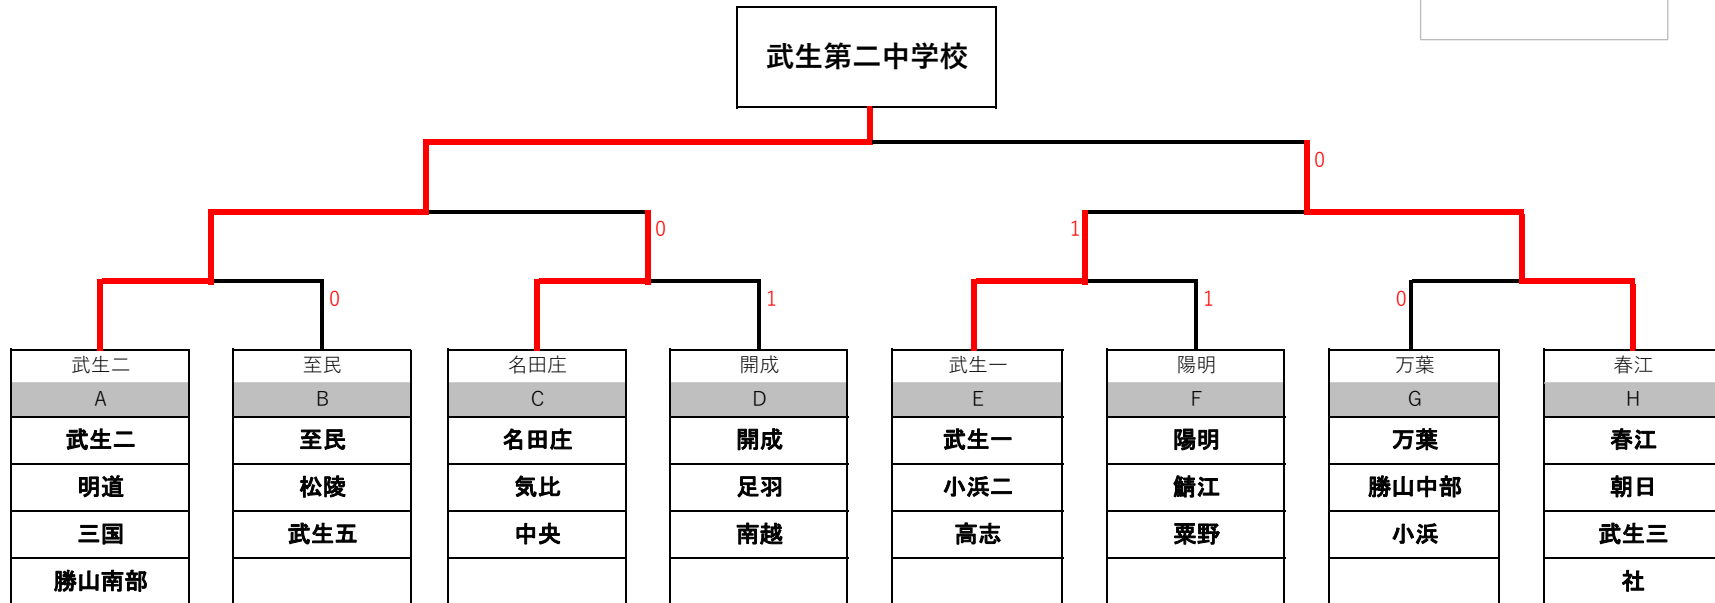 武生第二中学校
0
0
1
0
1
1
0
武生二 至民 名田庄 開成 武生一 陽明 万葉 春江
A B C D E F G H
武生二 至民 名田庄 開成 武生一 陽明 万葉 春江
明道 松陵 気比 足羽 小浜二 鯖江 勝山中部 朝日
三国 武生五 中央 南越 高志 粟野 小浜 武生三
勝山南部 社